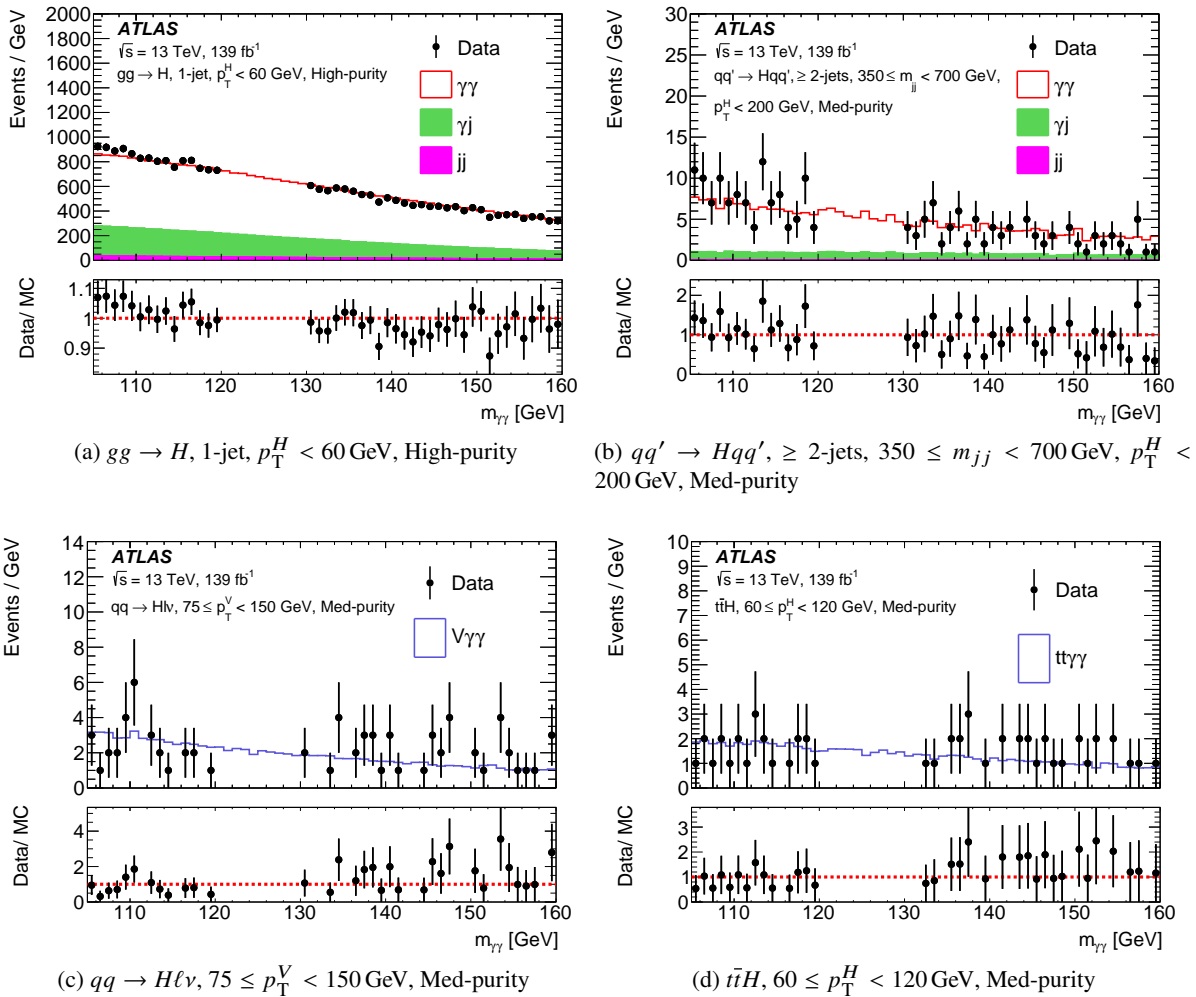 ATLAS
√s = 13 TeV, 139 fb⁻¹
gg → H, 1-jet, p_T^H < 60 GeV, High-purity
Data
γγ
γj
jj
Events / GeV
2000
1800
1600
1400
1200
1000
800
600
400
200
0
Data/ MC
1.1
1
0.9
110 120 130 140 150 160
m_γγ [GeV]
(a) gg → H, 1-jet, p_T^H < 60 GeV, High-purity
ATLAS
√s = 13 TeV, 139 fb⁻¹
qq' → Hqq', ≥ 2-jets, 350 ≤ m_jj < 700 GeV,
p_T^H < 200 GeV, Med-purity
Data
γγ
γj
jj
Events / GeV
30
25
20
15
10
5
0
Data/ MC
2
1
0
110 120 130 140 150 160
m_γγ [GeV]
(b) qq′ → Hqq′, ≥ 2-jets, 350 ≤ m_jj < 700 GeV, p_T^H <
200 GeV, Med-purity
ATLAS
√s = 13 TeV, 139 fb⁻¹
qq → Hlν, 75 ≤ p_T^V < 150 GeV, Med-purity
Data
Vγγ
Events / GeV
14
12
10
8
6
4
2
0
Data/ MC
4
2
0
110 120 130 140 150 160
m_γγ [GeV]
(c) qq → Hℓν, 75 ≤ p_T^V < 150 GeV, Med-purity
ATLAS
√s = 13 TeV, 139 fb⁻¹
tt̄H, 60 ≤ p_T^H < 120 GeV, Med-purity
Data
ttγγ
Events / GeV
10
9
8
7
6
5
4
3
2
1
0
Data/ MC
3
2
1
0
110 120 130 140 150 160
m_γγ [GeV]
(d) tt̄H, 60 ≤ p_T^H < 120 GeV, Med-purity